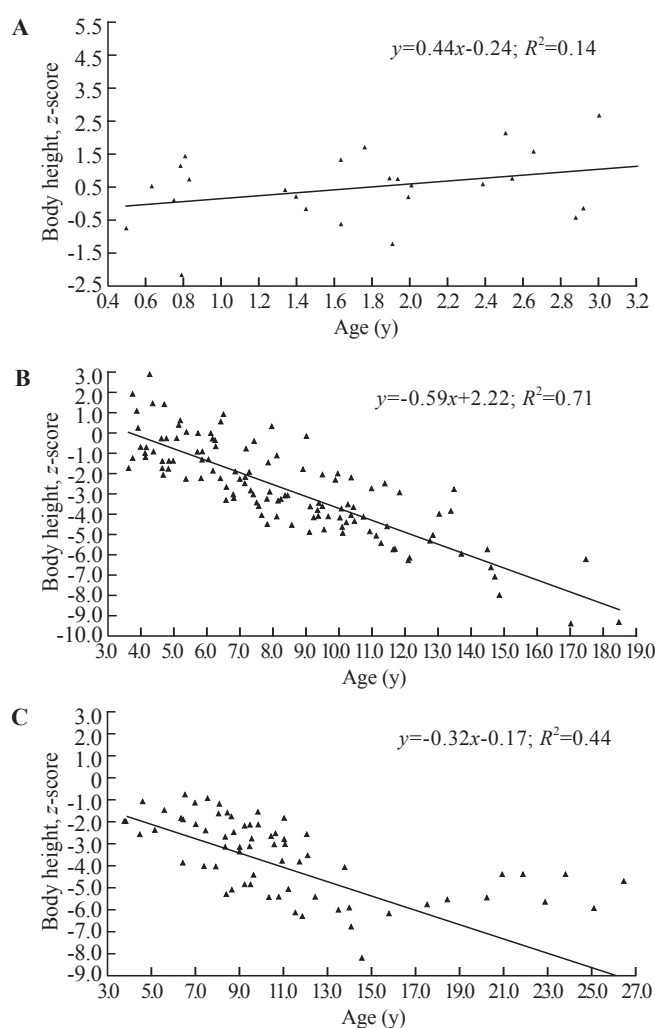 A
Body height, z-score
5.5
4.5
3.5
2.5
1.5
0.5
-0.5
-1.5
-2.5
y=0.44x-0.24; R²=0.14
0.4 0.6 0.8 1.0 1.2 1.4 1.6 1.8 2.0 2.2 2.4 2.6 2.8 3.0 3.2
Age (y)
B
Body height, z-score
3.0
2.0
1.0
0
-1.0
-2.0
-3.0
-4.0
-5.0
-6.0
-7.0
-8.0
-9.0
-10.0
y=-0.59x+2.22; R²=0.71
3.0 4.0 5.0 6.0 7.0 8.0 9.0 10.0 11.0 12.0 13.0 14.0 15.0 16.0 17.0 18.0 19.0
Age (y)
C
Body height, z-score
3.0
2.0
1.0
0
-1.0
-2.0
-3.0
-4.0
-5.0
-6.0
-7.0
-8.0
-9.0
y=-0.32x-0.17; R²=0.44
3.0 5.0 7.0 9.0 11.0 13.0 15.0 17.0 19.0 21.0 23.0 25.0 27.0
Age (y)